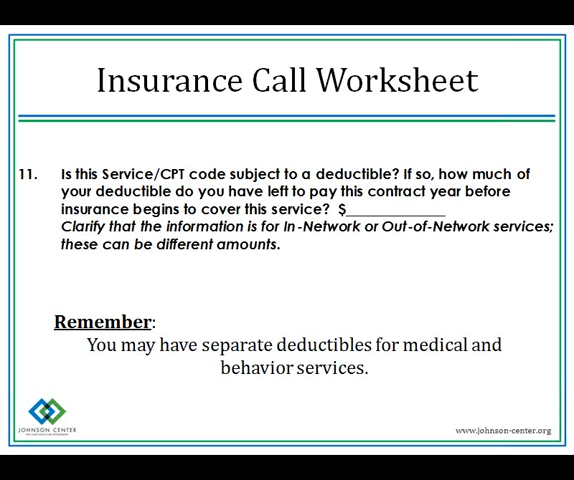 Insurance Call Worksheet
11. Is this Service/CPT code subject to a deductible? If so, how much of
your deductible do you have left to pay this contract year before
insurance begins to cover this service? $______________
Clarify that the information is for In-Network or Out-of-Network services;
these can be different amounts.
Remember:
You may have separate deductibles for medical and
behavior services.
JOHNSON CENTER
www.johnson-center.org